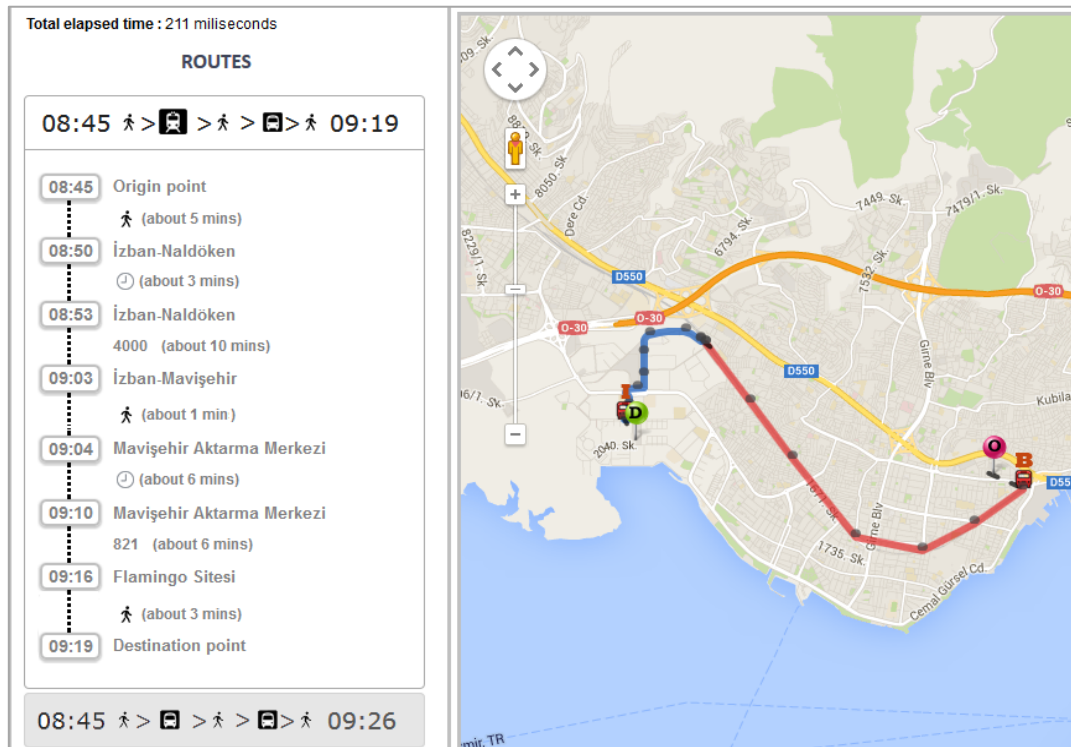 Total elapsed time : 211 miliseconds
ROUTES
08:45 > > > > 09:19
08:45 Origin point
(about 5 mins)
08:50 İzban-Naldöken
(about 3 mins)
08:53 İzban-Naldöken
4000 (about 10 mins)
09:03 İzban-Mavişehir
(about 1 min)
09:04 Mavişehir Aktarma Merkezi
(about 6 mins)
09:10 Mavişehir Aktarma Merkezi
821 (about 6 mins)
09:16 Flamingo Sitesi
(about 3 mins)
09:19 Destination point
08:45 > > > > 09:26
8050. Sk.
Dere Cd.
8229/1. Sk.
6794. Sk.
7449. Sk.
7479/1. Sk.
7532. Sk.
D550
O-30
O-30
O-30
Girne Blv
D550
Kubila
I
D
2040. Sk.
O
B
D55
1671. Sk.
Girne Blv
1735. Sk.
Cemal Gürsel Cd.
mir, TR